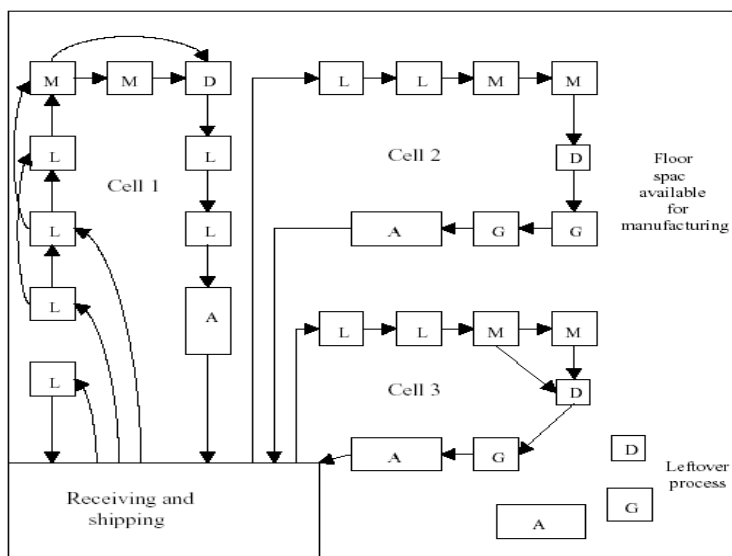 M
M
D
L
L
M
M
L
L
Cell 1
Cell 2
D
Floor
spac
available
for
manufacturing
L
L
A
G
G
L
A
L
L
M
M
L
Cell 3
D
A
G
D
Leftover
process
Receiving and
shipping
A
G